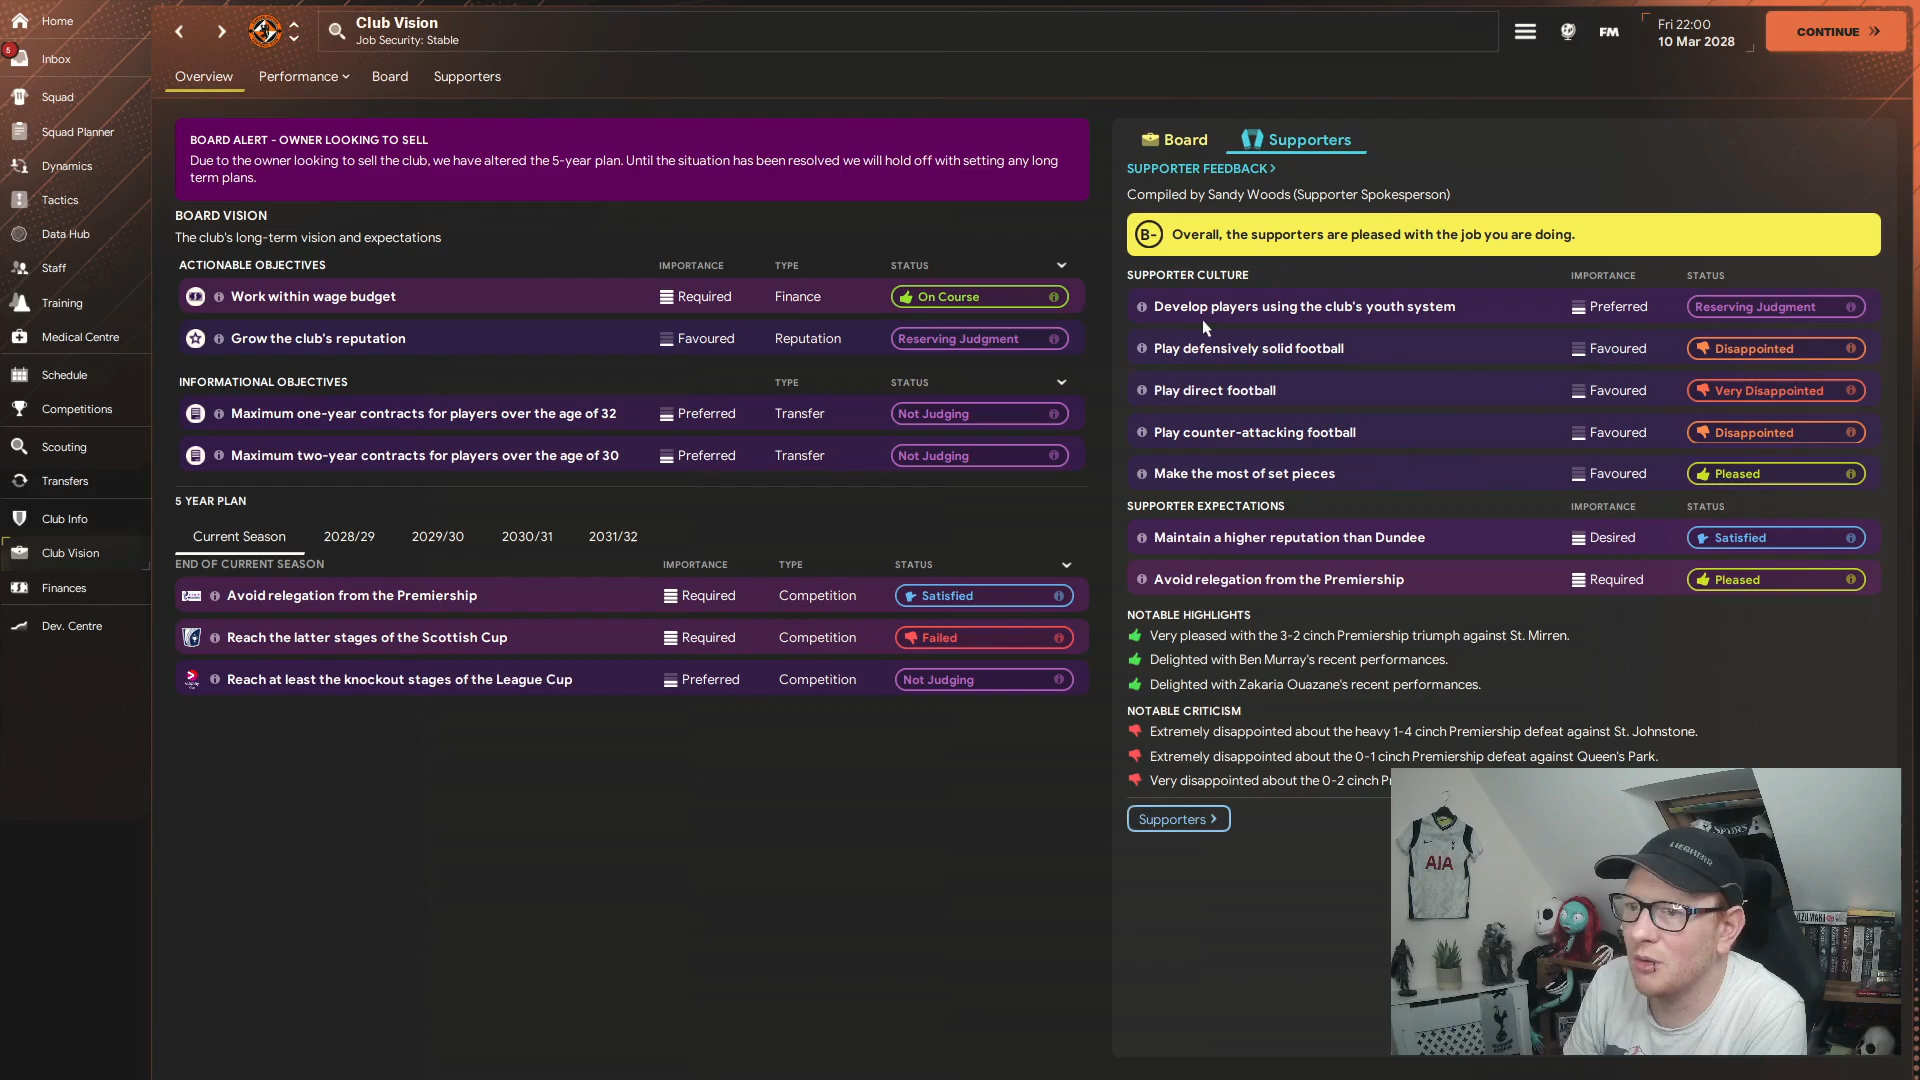 Home
5
Inbox
Squad
Squad Planner
Dynamics
Tactics
Data Hub
Staff
Training
Medical Centre
Schedule
Competitions
Scouting
Transfers
Club Info
Club Vision
Finances
Dev. Centre
Club Vision
Job Security: Stable
FM
Fri 22:00
10 Mar 2028
CONTINUE
Overview
Performance
Board
Supporters
BOARD ALERT - OWNER LOOKING TO SELL
Due to the owner looking to sell the club, we have altered the 5-year plan. Until the situation has been resolved we will hold off with setting any long
term plans.
BOARD VISION
The club's long-term vision and expectations
ACTIONABLE OBJECTIVES IMPORTANCE TYPE STATUS
Work within wage budget Required Finance On Course
Grow the club's reputation Favoured Reputation Reserving Judgment
INFORMATIONAL OBJECTIVES TYPE STATUS
Maximum one-year contracts for players over the age of 32 Preferred Transfer Not Judging
Maximum two-year contracts for players over the age of 30 Preferred Transfer Not Judging
5 YEAR PLAN
Current Season 2028/29 2029/30 2030/31 2031/32
END OF CURRENT SEASON IMPORTANCE TYPE STATUS
Avoid relegation from the Premiership Required Competition Satisfied
Reach the latter stages of the Scottish Cup Required Competition Failed
Reach at least the knockout stages of the League Cup Preferred Competition Not Judging
Board Supporters
SUPPORTER FEEDBACK >
Compiled by Sandy Woods (Supporter Spokesperson)
B- Overall, the supporters are pleased with the job you are doing.
SUPPORTER CULTURE IMPORTANCE STATUS
Develop players using the club's youth system Preferred Reserving Judgment
Play defensively solid football Favoured Disappointed
Play direct football Favoured Very Disappointed
Play counter-attacking football Favoured Disappointed
Make the most of set pieces Favoured Pleased
SUPPORTER EXPECTATIONS IMPORTANCE STATUS
Maintain a higher reputation than Dundee Desired Satisfied
Avoid relegation from the Premiership Required Pleased
NOTABLE HIGHLIGHTS
Very pleased with the 3-2 cinch Premiership triumph against St. Mirren.
Delighted with Ben Murray's recent performances.
Delighted with Zakaria Ouazane's recent performances.
NOTABLE CRITICISM
Extremely disappointed about the heavy 1-4 cinch Premiership defeat against St. Johnstone.
Extremely disappointed about the 0-1 cinch Premiership defeat against Queen's Park.
Very disappointed about the 0-2 cinch
Supporters >
SPURS
AIA
LIEBHERR
UZUMAKI